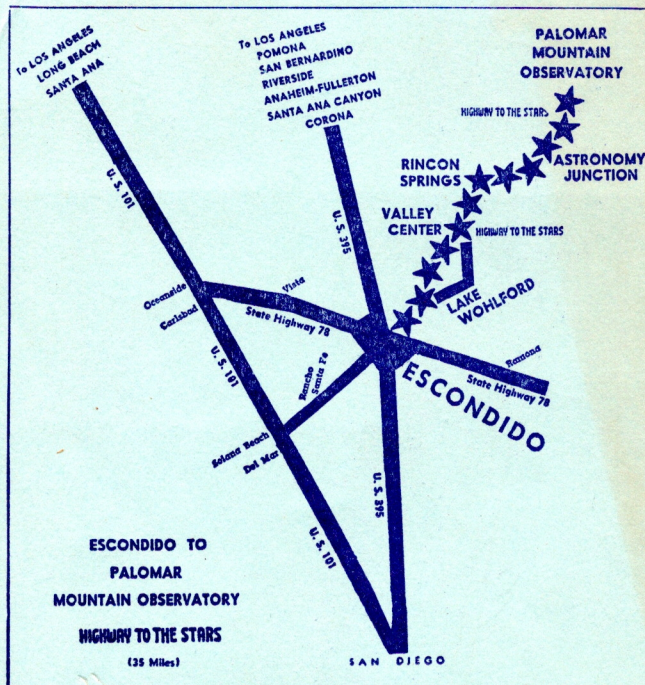 To LOS ANGELES
LONG BEACH
SANTA ANA
To LOS ANGELES
POMONA
SAN BERNARDINO
RIVERSIDE
ANAHEIM-FULLERTON
SANTA ANA CANYON
CORONA
PALOMAR
MOUNTAIN
OBSERVATORY
HIGHWAY TO THE STARS
ASTRONOMY
JUNCTION
RINCON
SPRINGS
VALLEY
CENTER
HIGHWAY TO THE STARS
LAKE
WOHLFORD
U. S. 101
U. S. 395
Oceanside
Carlsbad
Vista
State Highway 78
Ramona
State Highway 78
ESCONDIDO
Rancho
Santa Fe
U. S. 101
Solana Beach
Del Mar
U. S. 395
U. S. 101
ESCONDIDO TO
PALOMAR
MOUNTAIN OBSERVATORY
HIGHWAY TO THE STARS
(35 Miles)
SAN DIEGO